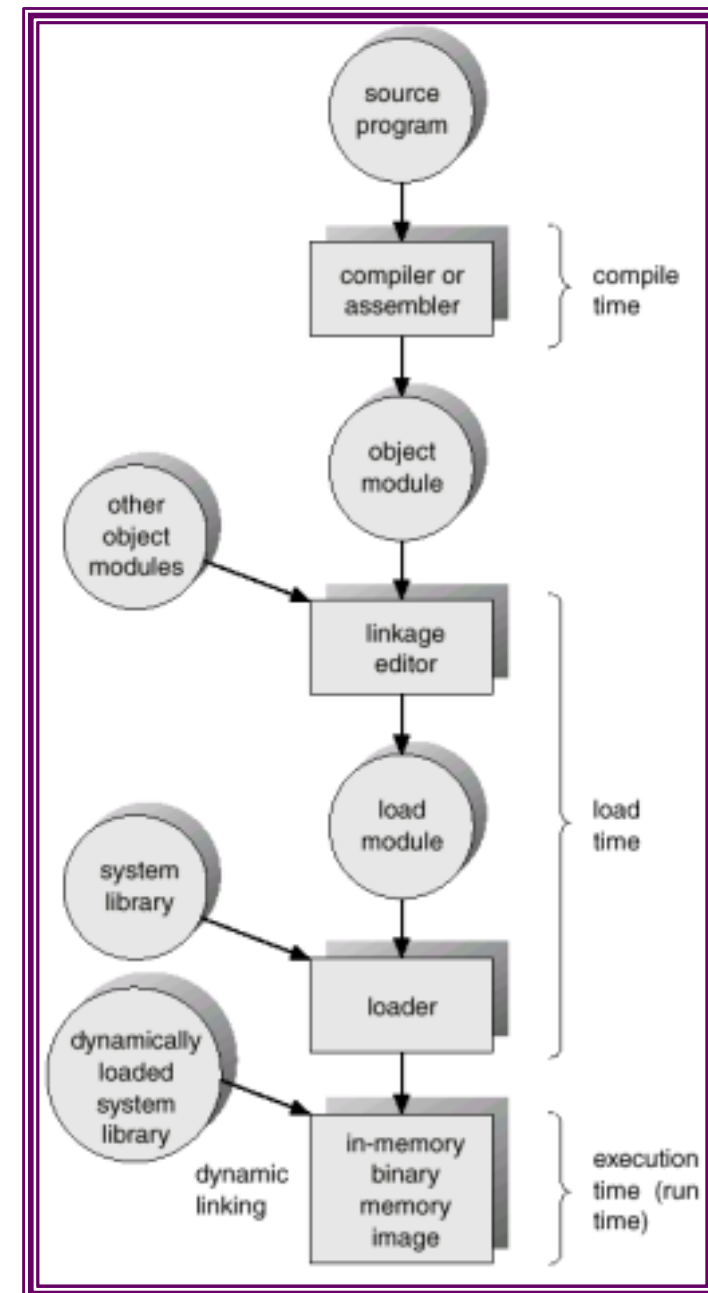 source
program
compiler or
assembler
compile
time
object
module
other
object
modules
linkage
editor
load
module
load
time
system
library
loader
dynamically
loaded
system
library
dynamic
linking
in-memory
binary
memory
image
execution
time (run
time)